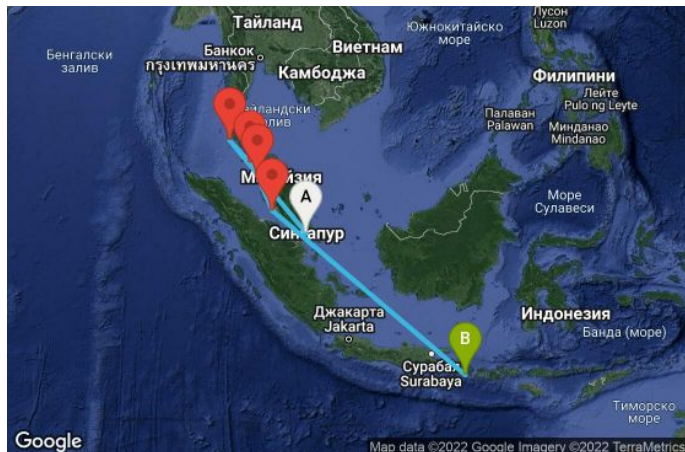 Лусон
Luzon
Тайланд
Южнокитайско
море
Бенгалски
залив
Банкок
กรุงเทพมหานคร
Виетнам
Камбоджа
Филипини
Лейте
Pulo ng Leyte
Палаван
Palawan
Минданао
Mindanao
A
Море
Сулавеси
Сингапур
Индонезия
Джакарта
Jakarta
Банда (море)
B
Surabaya
Тиморско
море
Google
Map data ©2022 Google Imagery ©2022 TerraMetrics